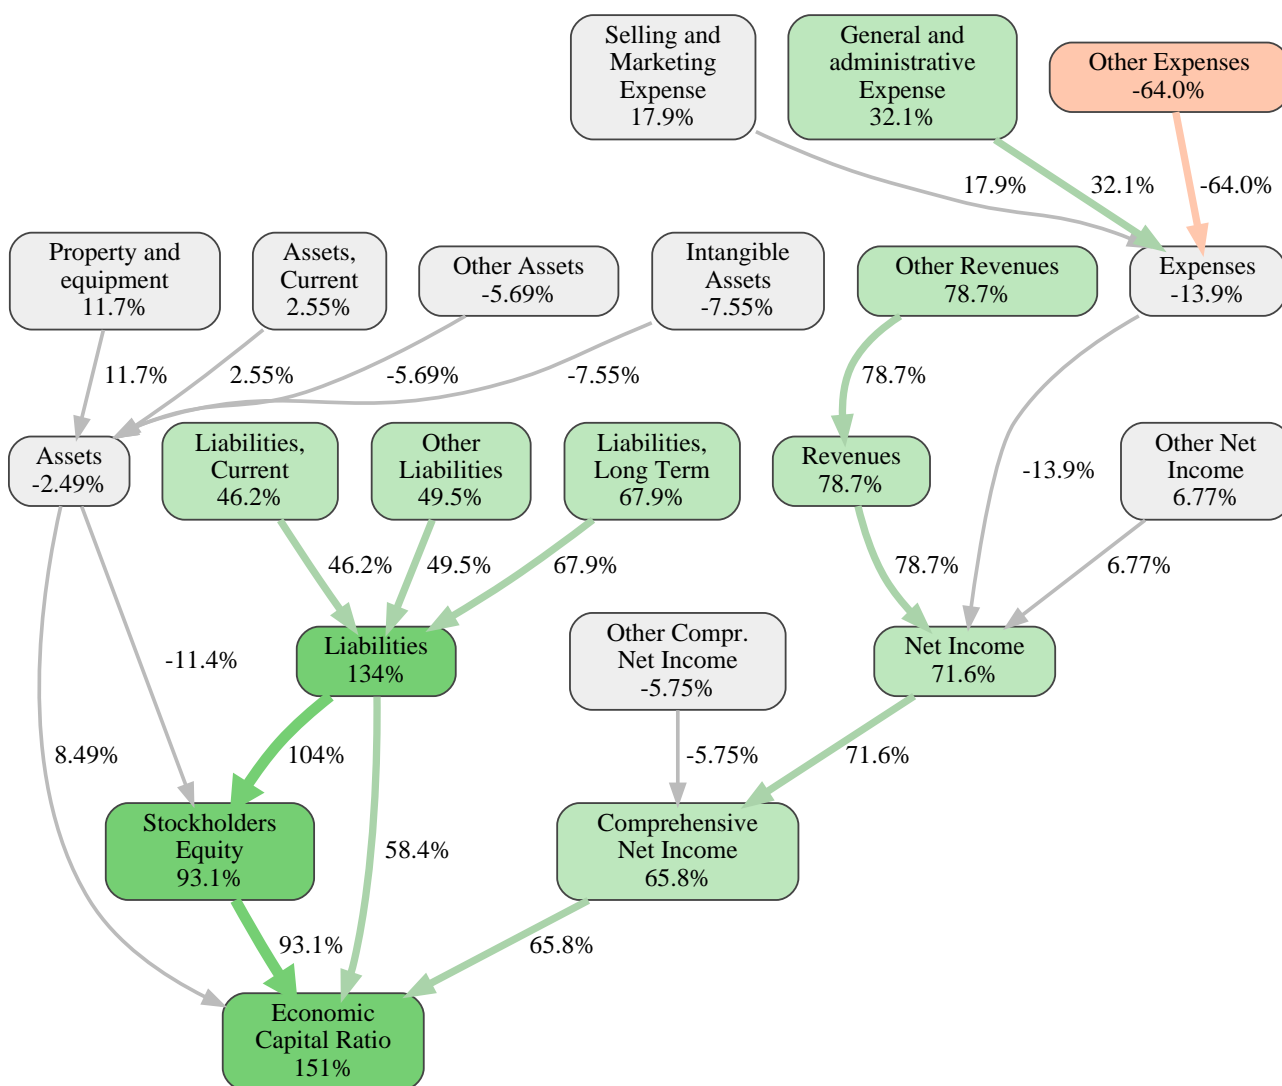 Selling and
Marketing
Expense
17.9%
General and
administrative
Expense
32.1%
Other Expenses
-64.0%
17.9%
32.1%
-64.0%
Property and
equipment
11.7%
Assets,
Current
2.55%
Other Assets
-5.69%
Intangible
Assets
-7.55%
Other Revenues
78.7%
Expenses
-13.9%
11.7%
2.55%
-5.69%
-7.55%
78.7%
Assets
-2.49%
Liabilities,
Current
46.2%
Other
Liabilities
49.5%
Liabilities,
Long Term
67.9%
Revenues
78.7%
-13.9%
Other Net
Income
6.77%
46.2%
49.5%
67.9%
78.7%
6.77%
-11.4%
Liabilities
134%
Other Compr.
Net Income
-5.75%
Net Income
71.6%
8.49%
104%
-5.75%
71.6%
Stockholders
Equity
93.1%
58.4%
Comprehensive
Net Income
65.8%
93.1%
65.8%
Economic
Capital Ratio
151%